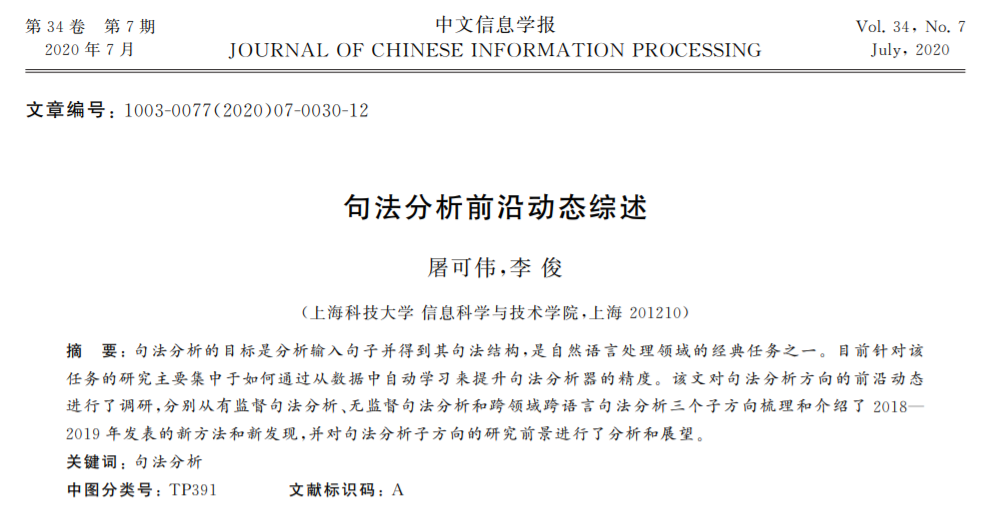 第 34 卷 第 7 期 中文信息学报 Vol. 34, No. 7
2020 年 7 月 JOURNAL OF CHINESE INFORMATION PROCESSING July, 2020
文章编号: 1003-0077(2020)07-0030-12
句法分析前沿动态综述
屠可伟,李 俊
(上海科技大学 信息科学与技术学院,上海 201210)
摘 要: 句法分析的目标是分析输入句子并得到其句法结构,是自然语言处理领域的经典任务之一。目前针对该
任务的研究主要集中于如何通过从数据中自动学习来提升句法分析器的精度。该文对句法分析方向的前沿动态
进行了调研,分别从有监督句法分析、无监督句法分析和跨领域跨语言句法分析三个子方向梳理和介绍了 2018—
2019 年发表的新方法和新发现,并对句法分析子方向的研究前景进行了分析和展望。
关键词: 句法分析
中图分类号: TP391 文献标识码: A